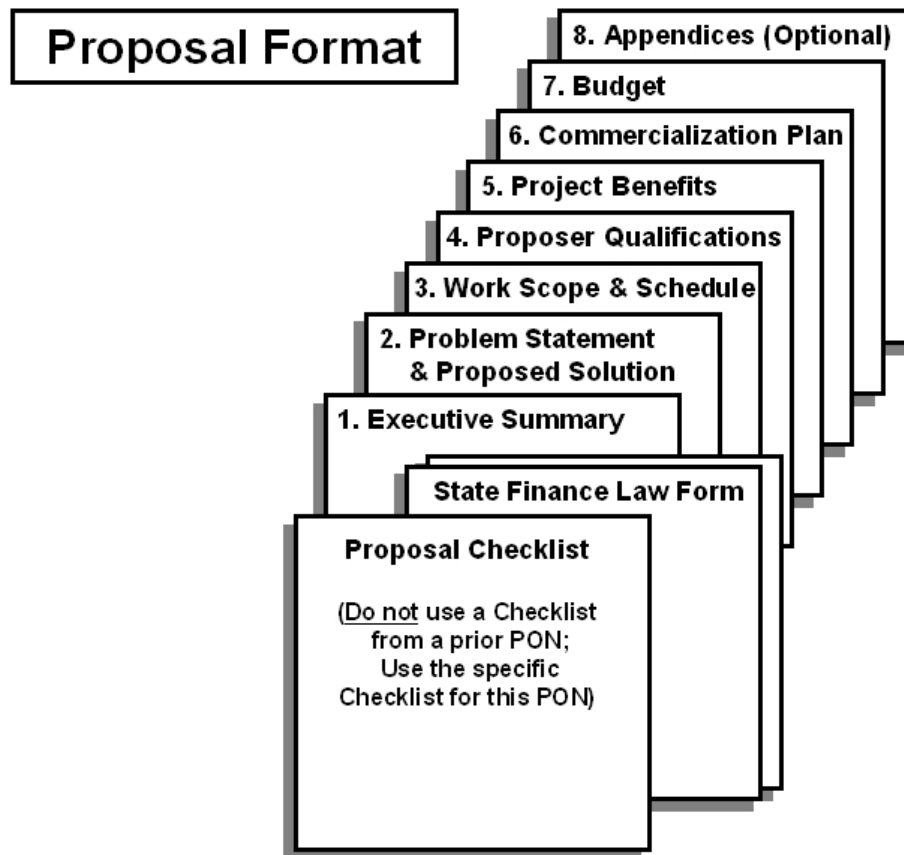 Proposal Format
8. Appendices (Optional)
7. Budget
6. Commercialization Plan
5. Project Benefits
4. Proposer Qualifications
3. Work Scope & Schedule
2. Problem Statement
& Proposed Solution
1. Executive Summary
State Finance Law Form
Proposal Checklist
(Do not use a Checklist
from a prior PON;
Use the specific
Checklist for this PON)